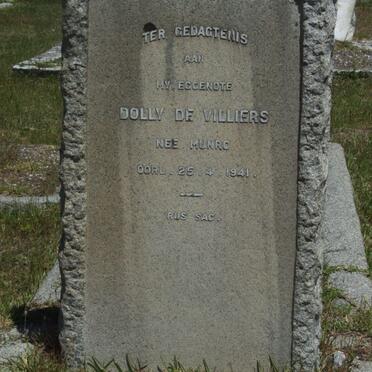 TER GEDAGTENIS
AAN
MY EGGENOTE
DOLLY DE VILLIERS
NEE MUNRO
OORL. 25. 4. 1941.
RUS SAG.